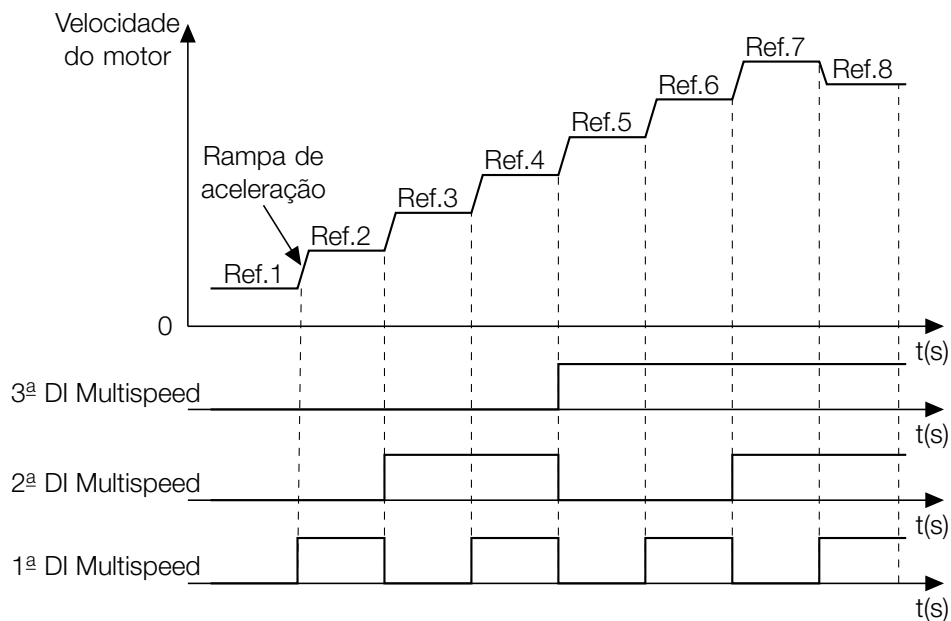 Velocidade
do motor
Ref.7
Ref.8
Ref.6
Ref.5
Rampa de
aceleração
Ref.4
Ref.3
Ref.2
Ref.1
0
t(s)
3ª DI Multispeed
t(s)
2ª DI Multispeed
t(s)
1ª DI Multispeed
t(s)